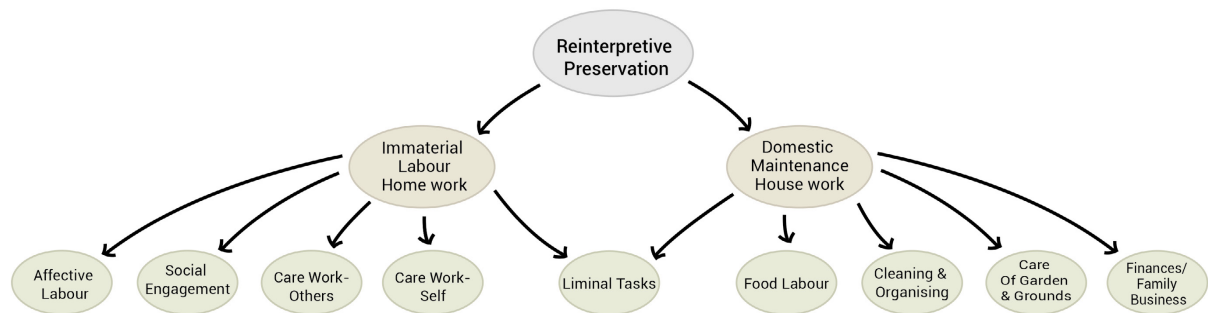 Reinterpretive
Preservation
Immaterial
Labour
Home work
Domestic
Maintenance
House work
Affective
Labour
Social
Engagement
Care Work-
Others
Care Work-
Self
Liminal Tasks
Food Labour
Cleaning &
Organising
Care
Of Garden
& Grounds
Finances/
Family
Business